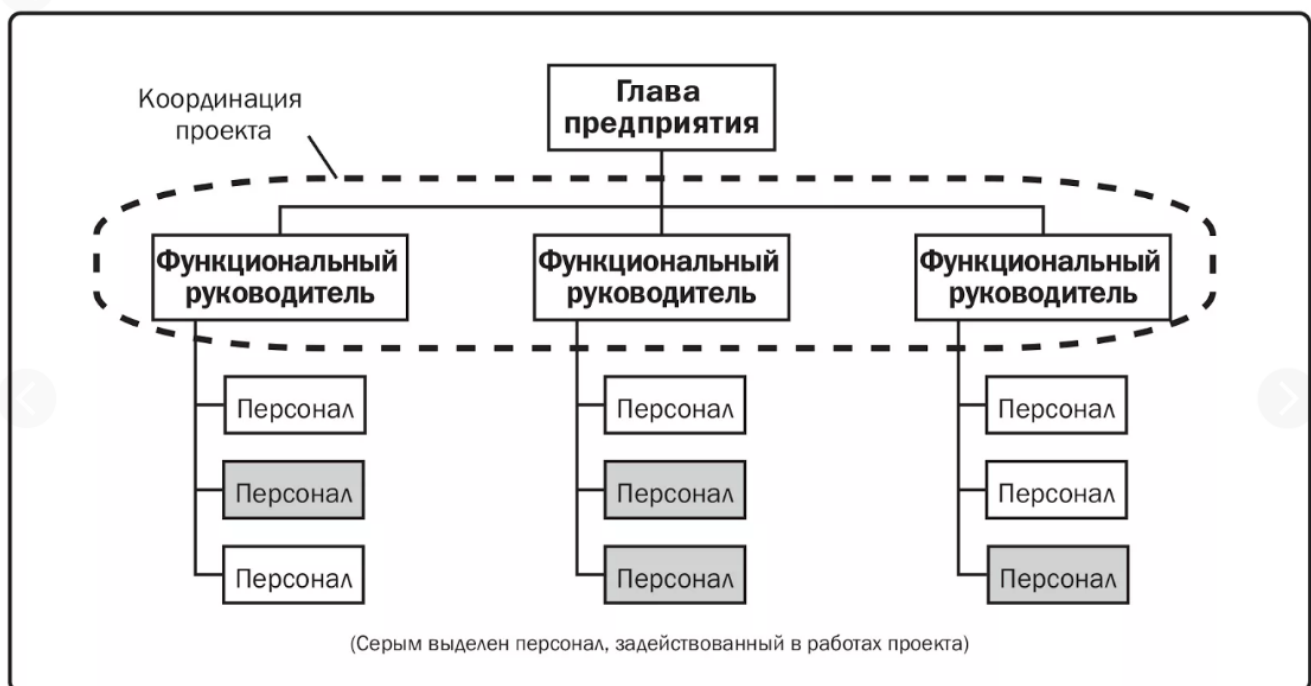 Глава
предприятия
Координация
проекта
Функциональный
руководитель
Функциональный
руководитель
Функциональный
руководитель
Персонал
Персонал
Персонал
Персонал
Персонал
Персонал
Персонал
Персонал
Персонал
(Серым выделен персонал, задействованный в работах проекта)